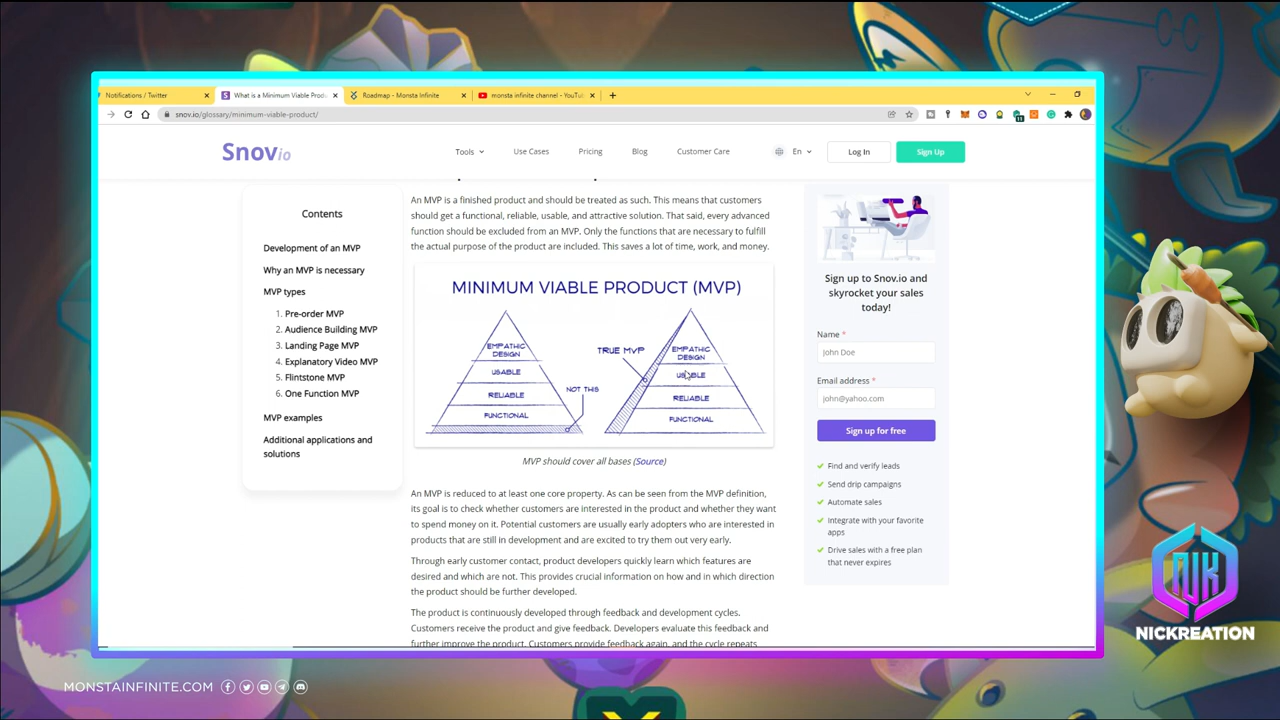 Notifications / Twitter
What is a Minimum Viable Prod
Roadmap - Monsta Infinite
monsta infinite channel - YouTu
snov.io/glossary/minimum-viable-product/
Snovio
Tools
Use Cases
Pricing
Blog
Customer Care
En
Log In
Sign Up
Contents
Development of an MVP
Why an MVP is necessary
MVP types
1. Pre-order MVP
2. Audience Building MVP
3. Landing Page MVP
4. Explanatory Video MVP
5. Flintstone MVP
6. One Function MVP
MVP examples
Additional applications and
solutions
An MVP is a finished product and should be treated as such. This means that customers
should get a functional, reliable, usable, and attractive solution. That said, every advanced
function should be excluded from an MVP. Only the functions that are necessary to fulfill
the actual purpose of the product are included. This saves a lot of time, work, and money.
MINIMUM VIABLE PRODUCT (MVP)
EMPATHIC
DESIGN
USABLE
RELIABLE
FUNCTIONAL
NOT THIS
TRUE MVP
EMPATHIC
DESIGN
USABLE
RELIABLE
FUNCTIONAL
MVP should cover all bases (Source)
An MVP is reduced to at least one core property. As can be seen from the MVP definition,
its goal is to check whether customers are interested in the product and whether they want
to spend money on it. Potential customers are usually early adopters who are interested in
products that are still in development and are excited to try them out very early.
Through early customer contact, product developers quickly learn which features are
desired and which are not. This provides crucial information on how and in which direction
the product should be further developed.
The product is continuously developed through feedback and development cycles.
Customers receive the product and give feedback. Developers evaluate this feedback and
further improve the product. Customers provide feedback again, and the cycle repeats
Sign up to Snov.io and
skyrocket your sales
today!
Name *
John Doe
Email address *
john@yahoo.com
Sign up for free
Find and verify leads
Send drip campaigns
Automate sales
Integrate with your favorite
apps
Drive sales with a free plan
that never expires
NICKREATION
MONSTAINFINITE.COM